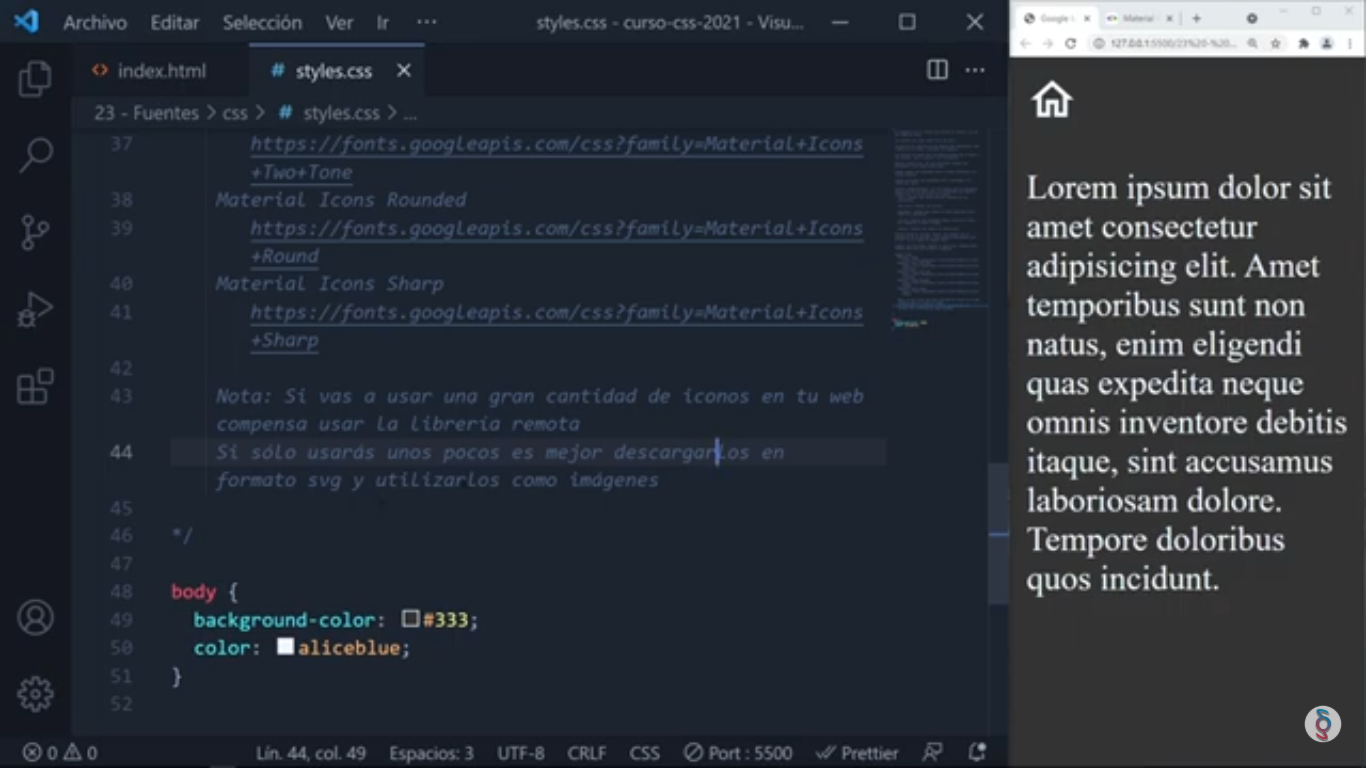 Archivo Editar Selección Ver Ir ··· styles.css - curso-css-2021 - Visu...
index.html # styles.css
23 - Fuentes > css > # styles.css > ...
37 https://fonts.googleapis.com/css?family=Material+Icons
+Two+Tone
38 Material Icons Rounded
39 https://fonts.googleapis.com/css?family=Material+Icons
+Round
40 Material Icons Sharp
41 https://fonts.googleapis.com/css?family=Material+Icons
+Sharp
42
43 Nota: Si vas a usar una gran cantidad de iconos en tu web
compensa usar la librería remota
44 Si sólo usarás unos pocos es mejor descargarlos en
formato svg y utilizarlos como imágenes
45
46 */
47
48 body {
49 background-color: #333;
50 color: aliceblue;
51 }
52
0 0 Lín. 44, col. 49 Espacios: 3 UTF-8 CRLF CSS Port : 5500 Prettier
Google Material
Lorem ipsum dolor sit
amet consectetur
adipisicing elit. Amet
temporibus sunt non
natus, enim eligendi
quas expedita neque
omnis inventore debitis
itaque, sint accusamus
laboriosam dolore.
Tempore doloribus
quos incidunt.